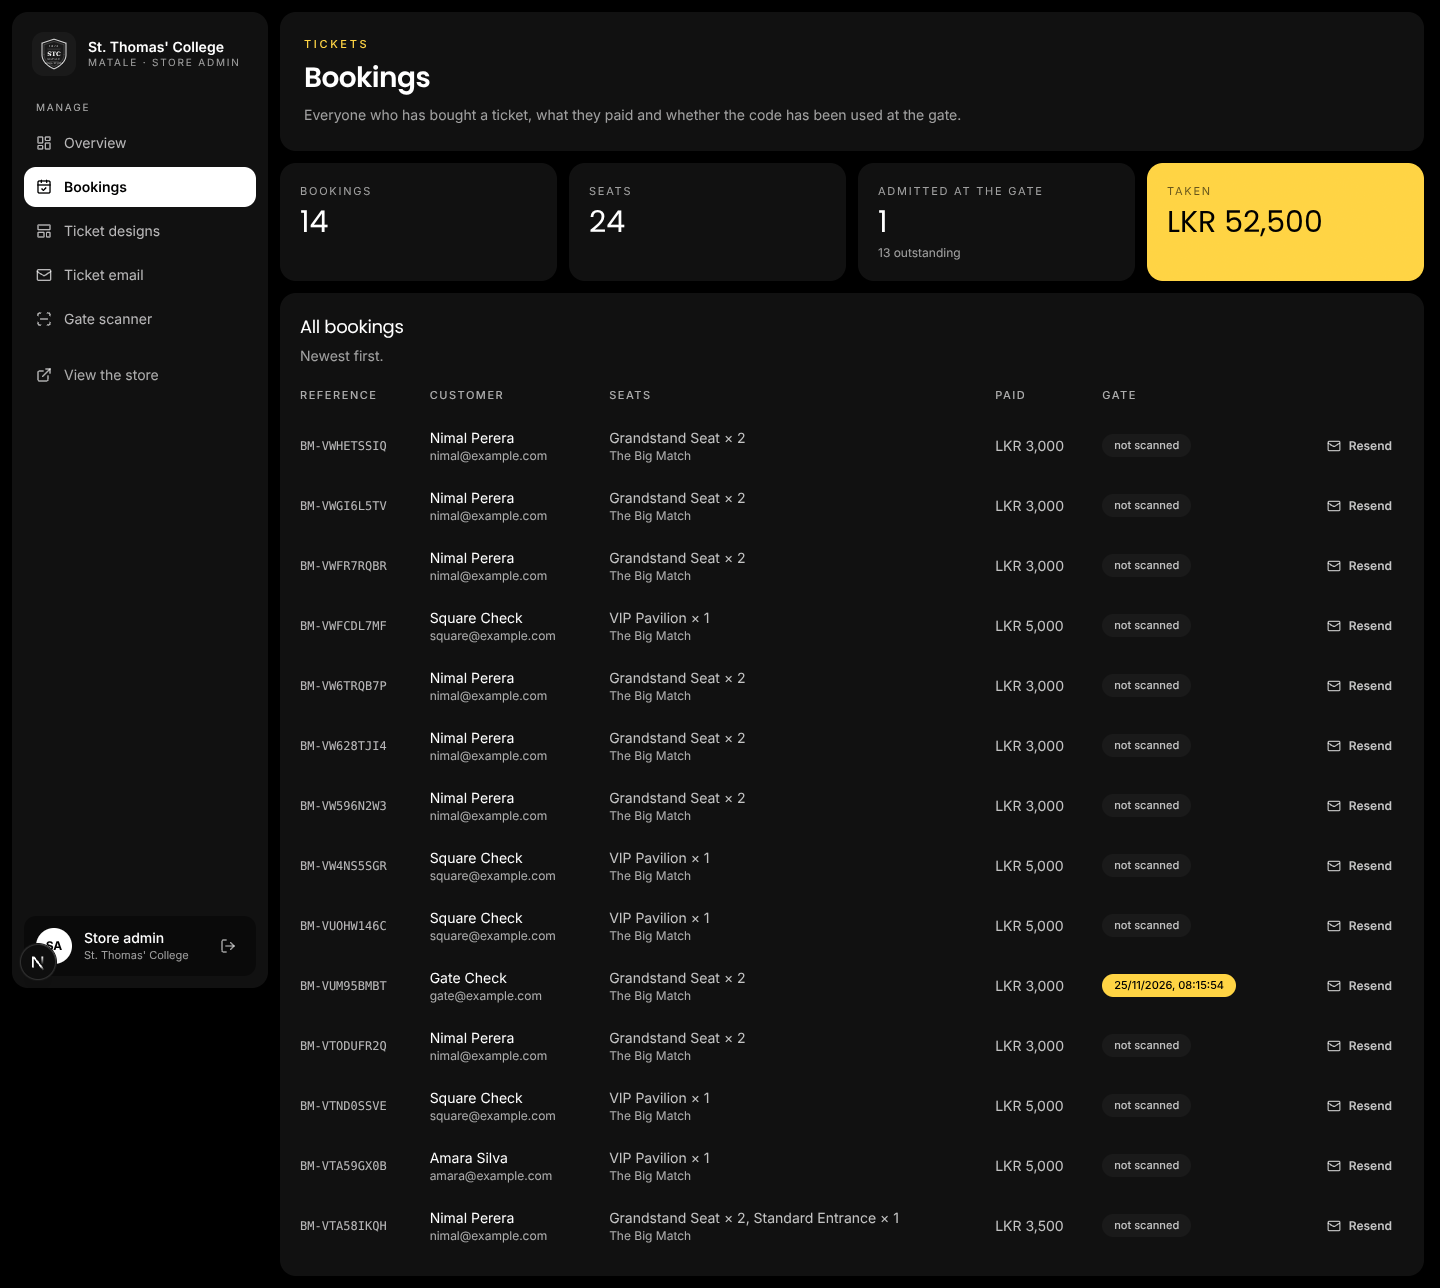 St. Thomas' College
MATALE · STORE ADMIN
MANAGE
Overview
Bookings
Ticket designs
Ticket email
Gate scanner
View the store
Store admin
St. Thomas' College
TICKETS
Bookings
Everyone who has bought a ticket, what they paid and whether the code has been used at the gate.
BOOKINGS
14
SEATS
24
ADMITTED AT THE GATE
1
13 outstanding
TAKEN
LKR 52,500
All bookings
Newest first.
REFERENCE CUSTOMER SEATS PAID GATE
BM-VWHETSSIQ Nimal Perera Grandstand Seat × 2 LKR 3,000 not scanned Resend
nimal@example.com The Big Match
BM-VWGI6L5TV Nimal Perera Grandstand Seat × 2 LKR 3,000 not scanned Resend
nimal@example.com The Big Match
BM-VWFR7RQBR Nimal Perera Grandstand Seat × 2 LKR 3,000 not scanned Resend
nimal@example.com The Big Match
BM-VWFCDL7MF Square Check VIP Pavilion × 1 LKR 5,000 not scanned Resend
square@example.com The Big Match
BM-VW6TRQB7P Nimal Perera Grandstand Seat × 2 LKR 3,000 not scanned Resend
nimal@example.com The Big Match
BM-VW628TJI4 Nimal Perera Grandstand Seat × 2 LKR 3,000 not scanned Resend
nimal@example.com The Big Match
BM-VW596N2W3 Nimal Perera Grandstand Seat × 2 LKR 3,000 not scanned Resend
nimal@example.com The Big Match
BM-VW4NS5SGR Square Check VIP Pavilion × 1 LKR 5,000 not scanned Resend
square@example.com The Big Match
BM-VUOHW146C Square Check VIP Pavilion × 1 LKR 5,000 not scanned Resend
square@example.com The Big Match
BM-VUM95BMBT Gate Check Grandstand Seat × 2 LKR 3,000 25/11/2026, 08:15:54 Resend
gate@example.com The Big Match
BM-VTODUFR2Q Nimal Perera Grandstand Seat × 2 LKR 3,000 not scanned Resend
nimal@example.com The Big Match
BM-VTND0SSVE Square Check VIP Pavilion × 1 LKR 5,000 not scanned Resend
square@example.com The Big Match
BM-VTA59GX0B Amara Silva VIP Pavilion × 1 LKR 5,000 not scanned Resend
amara@example.com The Big Match
BM-VTA58IKQH Nimal Perera Grandstand Seat × 2, Standard Entrance × 1 LKR 3,500 not scanned Resend
nimal@example.com The Big Match